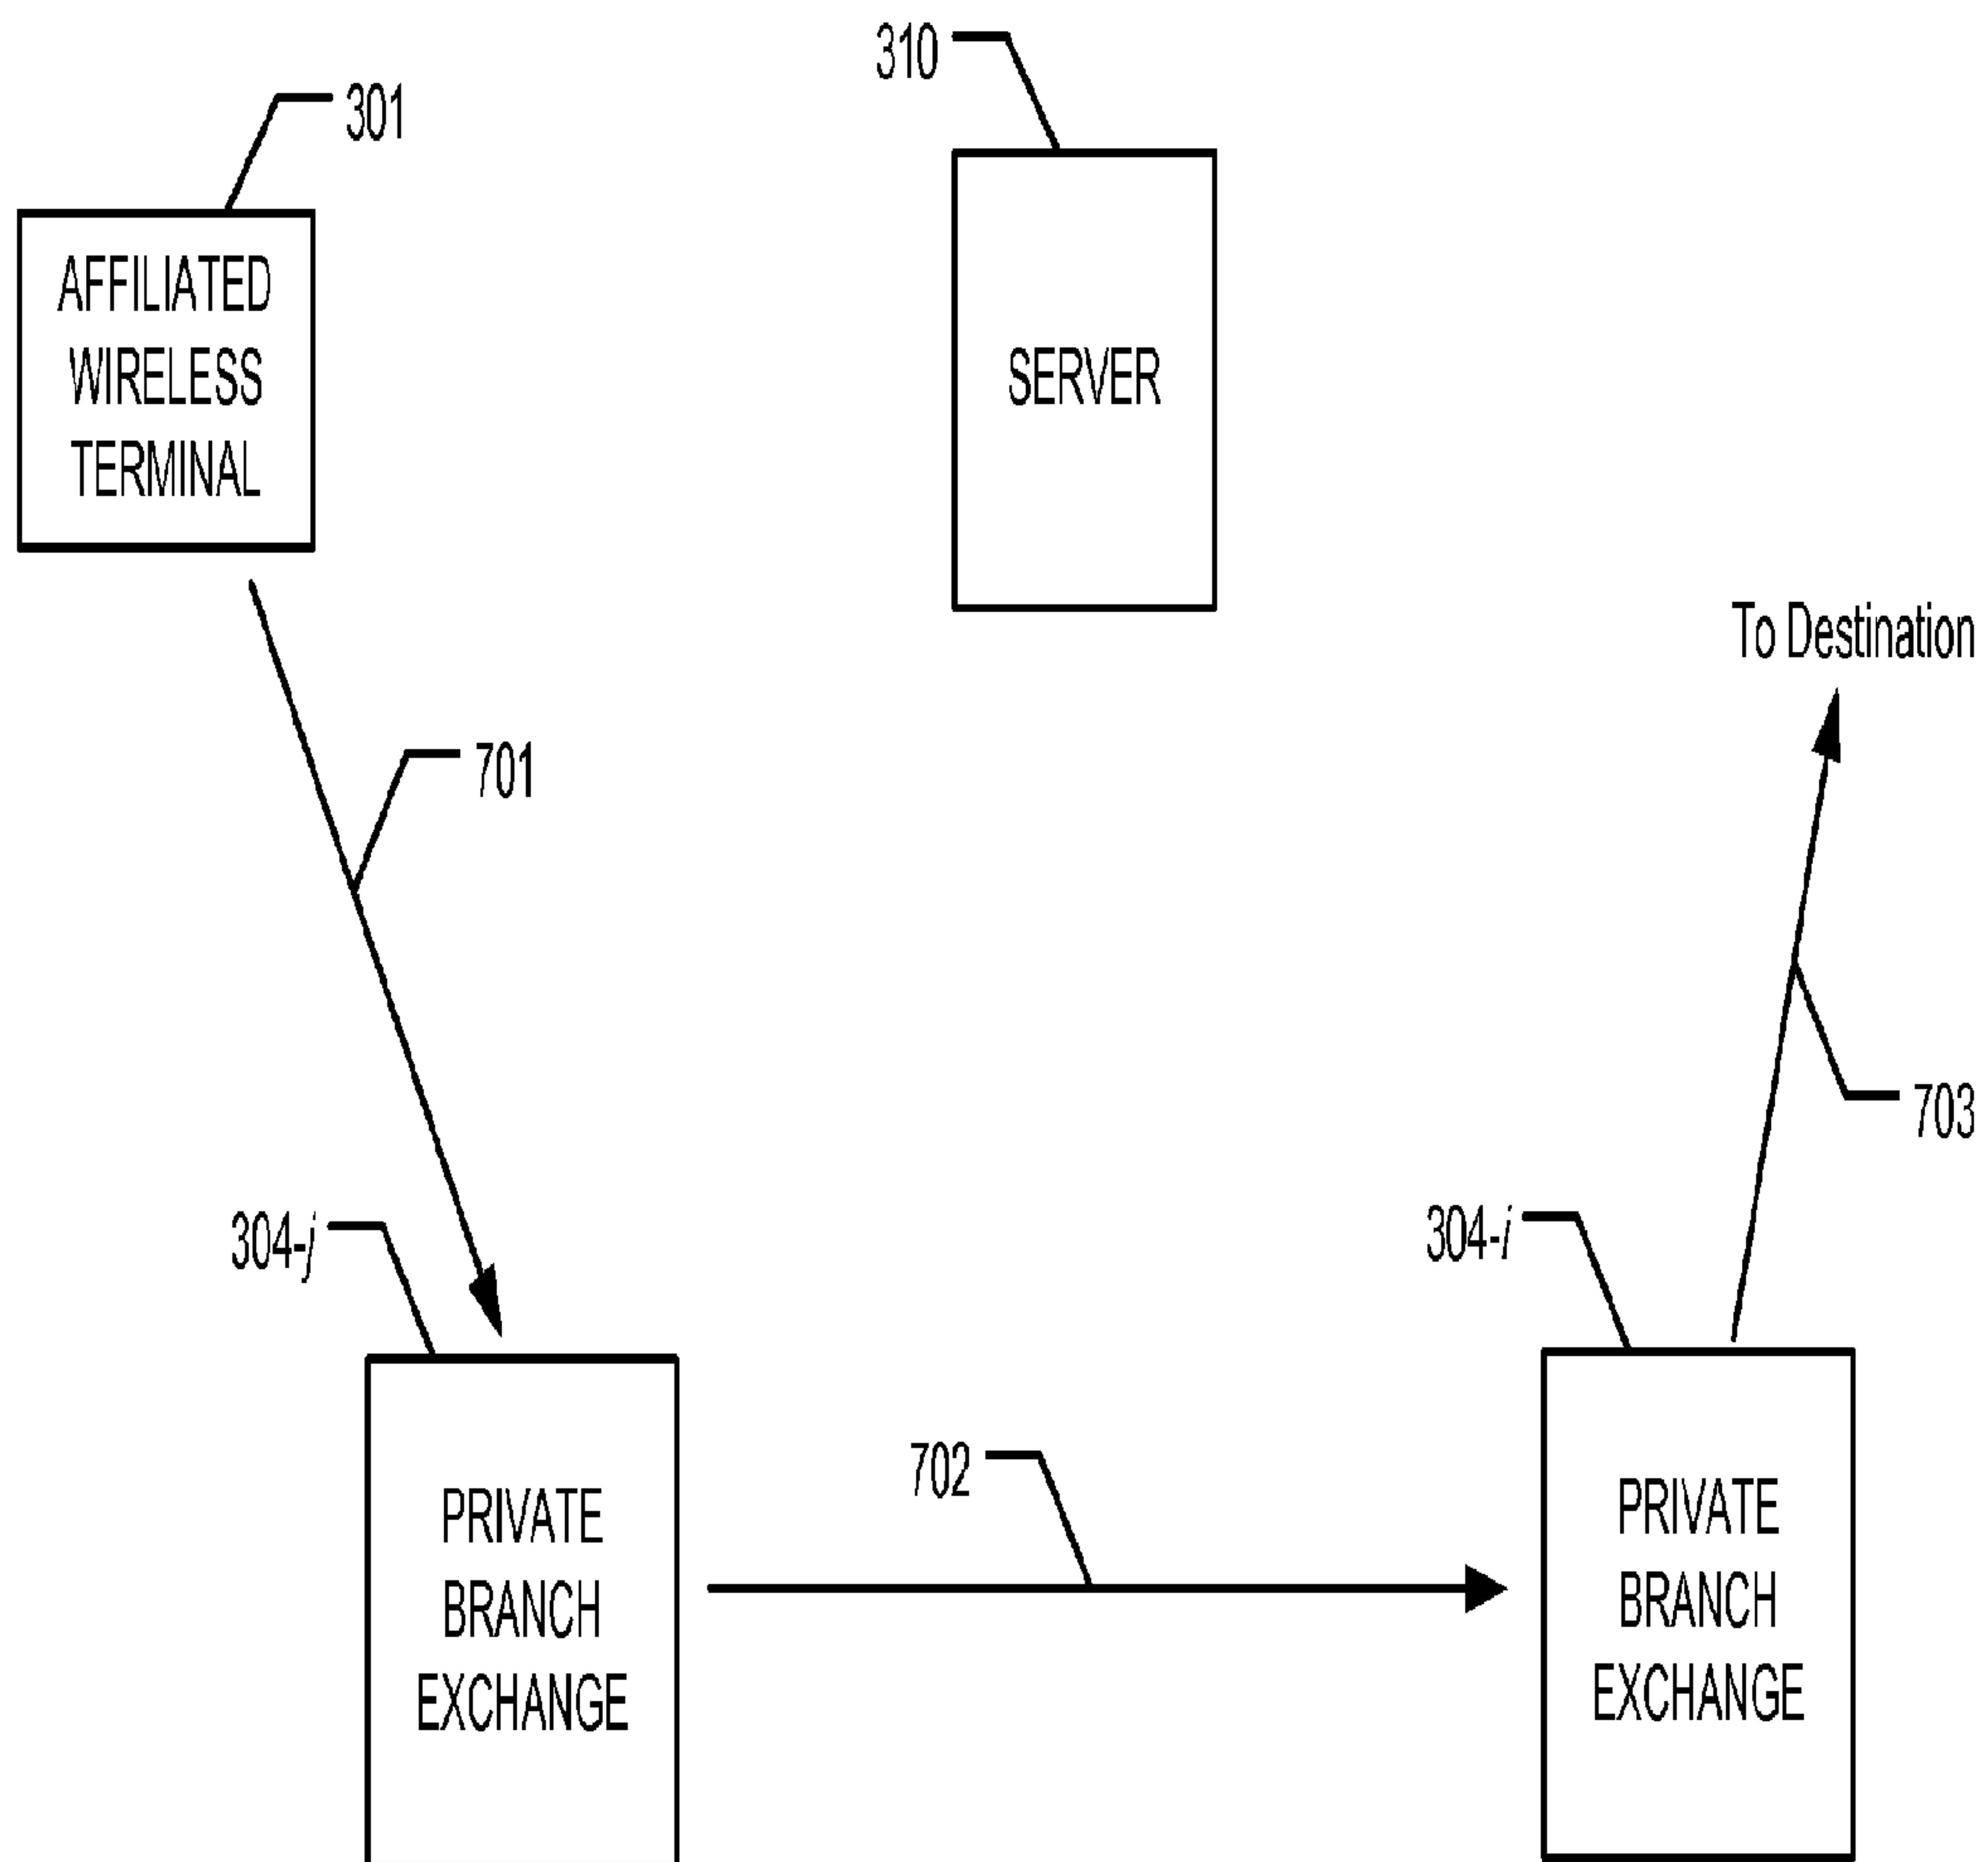 310
301
AFFILIATED
WIRELESS
TERMINAL
SERVER
To Destination
701
703
304-j
304-i
702
PRIVATE
BRANCH
EXCHANGE
PRIVATE
BRANCH
EXCHANGE